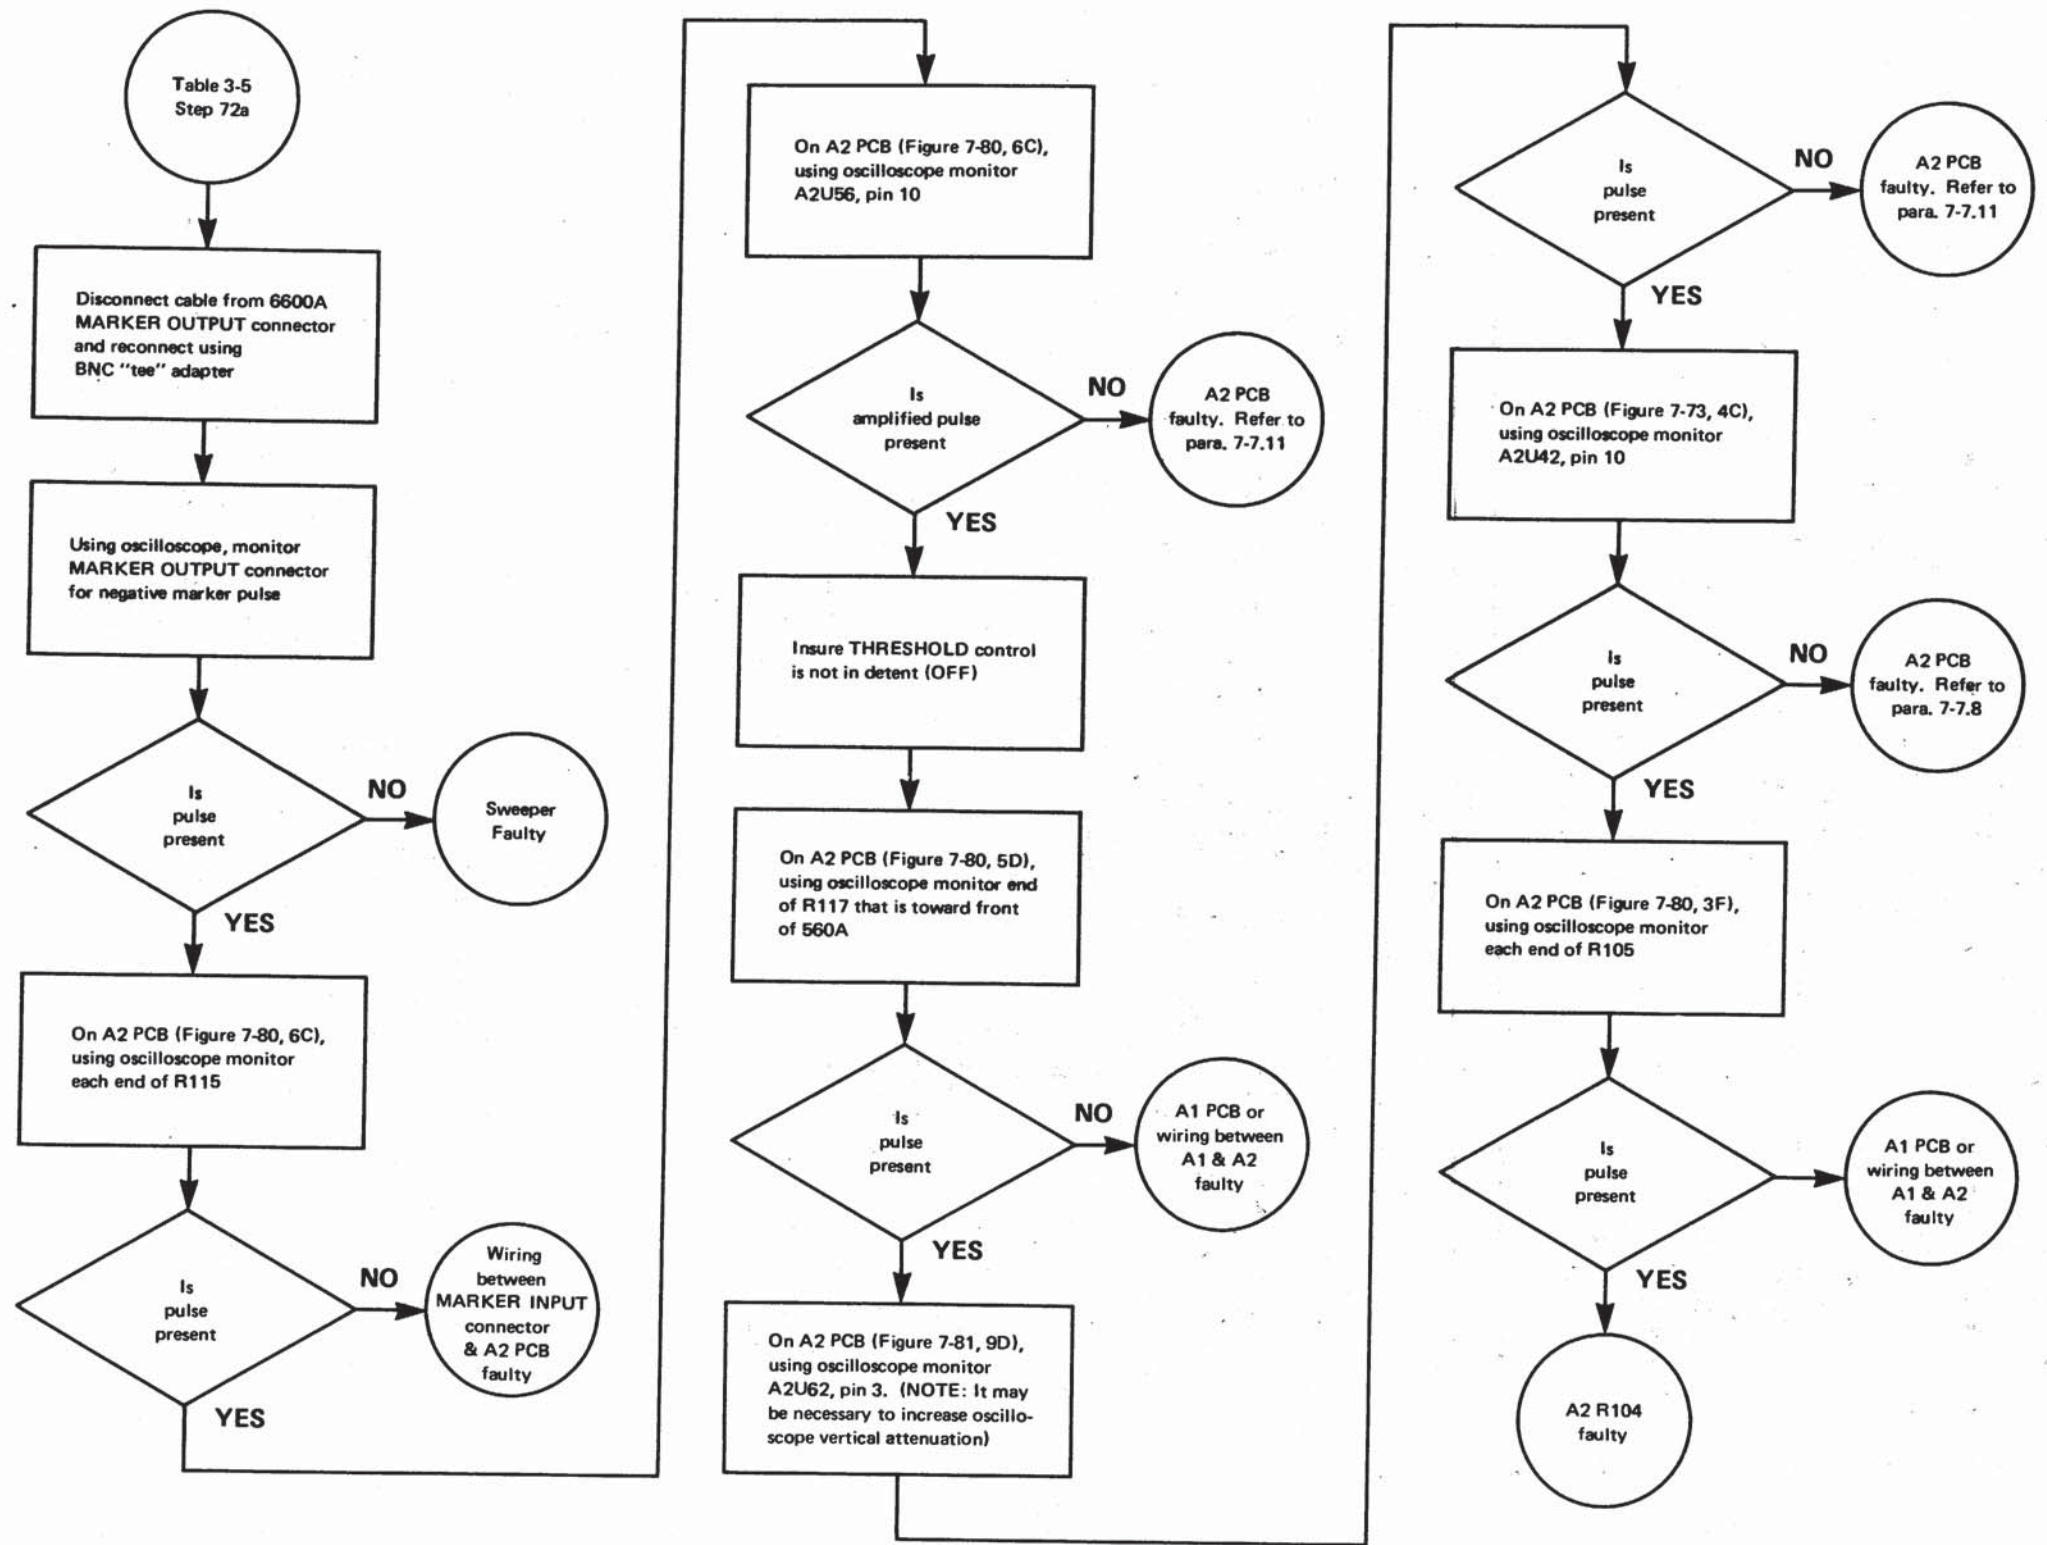 Table 3-5
Step 72a
Disconnect cable from 6600A
MARKER OUTPUT connector
and reconnect using
BNC "tee" adapter
Using oscilloscope, monitor
MARKER OUTPUT connector
for negative marker pulse
Is
pulse
present
NO
Sweeper
Faulty
YES
On A2 PCB (Figure 7-80, 6C),
using oscilloscope monitor
each end of R115
Is
pulse
present
NO
Wiring
between
MARKER INPUT
connector
& A2 PCB
faulty
YES
On A2 PCB (Figure 7-80, 6C),
using oscilloscope monitor
A2U56, pin 10
Is
amplified pulse
present
NO
A2 PCB
faulty. Refer to
para. 7-7.11
YES
Insure THRESHOLD control
is not in detent (OFF)
On A2 PCB (Figure 7-80, 5D),
using oscilloscope monitor end
of R117 that is toward front
of 560A
Is
pulse
present
NO
A1 PCB or
wiring between
A1 & A2
faulty
YES
On A2 PCB (Figure 7-81, 9D),
using oscilloscope monitor
A2U62, pin 3. (NOTE: It may
be necessary to increase oscillo-
scope vertical attenuation)
Is
pulse
present
NO
A2 PCB
faulty. Refer to
para. 7-7.11
YES
On A2 PCB (Figure 7-73, 4C),
using oscilloscope monitor
A2U42, pin 10
Is
pulse
present
NO
A2 PCB
faulty. Refer to
para. 7-7.8
YES
On A2 PCB (Figure 7-80, 3F),
using oscilloscope monitor
each end of R105
Is
pulse
present
A1 PCB or
wiring between
A1 & A2
faulty
YES
A2 R104
faulty